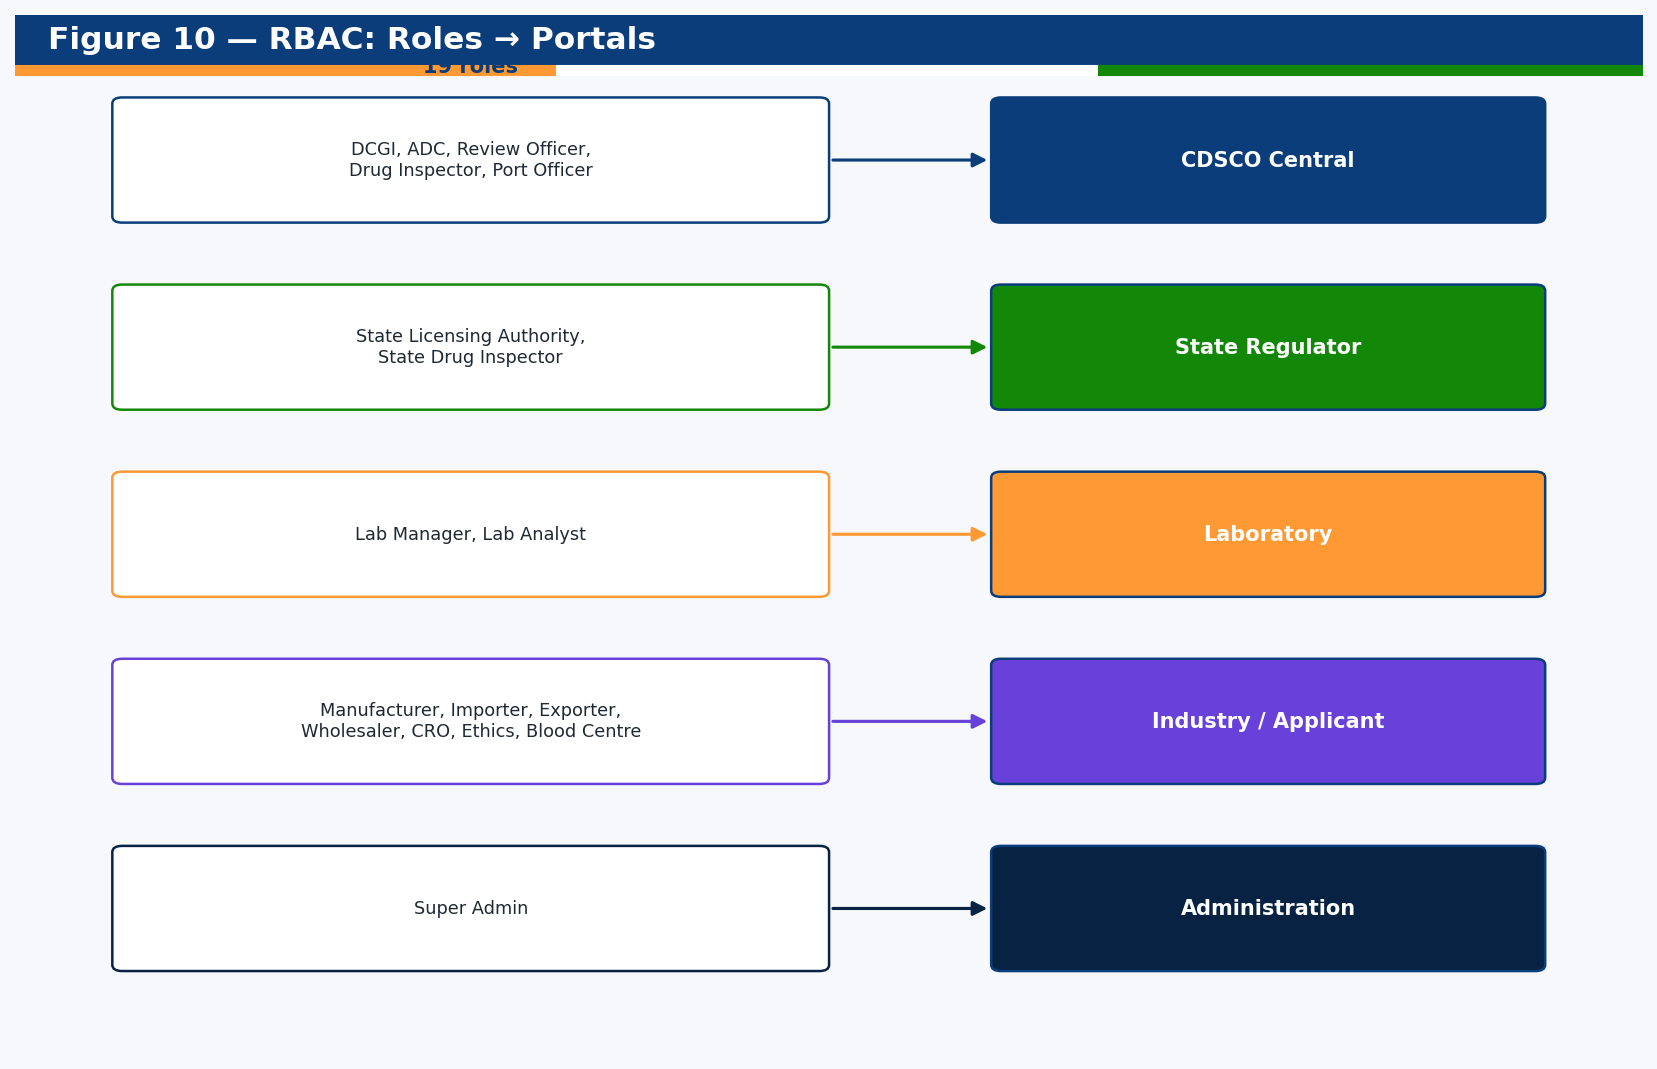 Figure 10 — RBAC: Roles → Portals
19 roles
DCGI, ADC, Review Officer,
Drug Inspector, Port Officer
CDSCO Central
State Licensing Authority,
State Drug Inspector
State Regulator
Lab Manager, Lab Analyst
Laboratory
Manufacturer, Importer, Exporter,
Wholesaler, CRO, Ethics, Blood Centre
Industry / Applicant
Super Admin
Administration